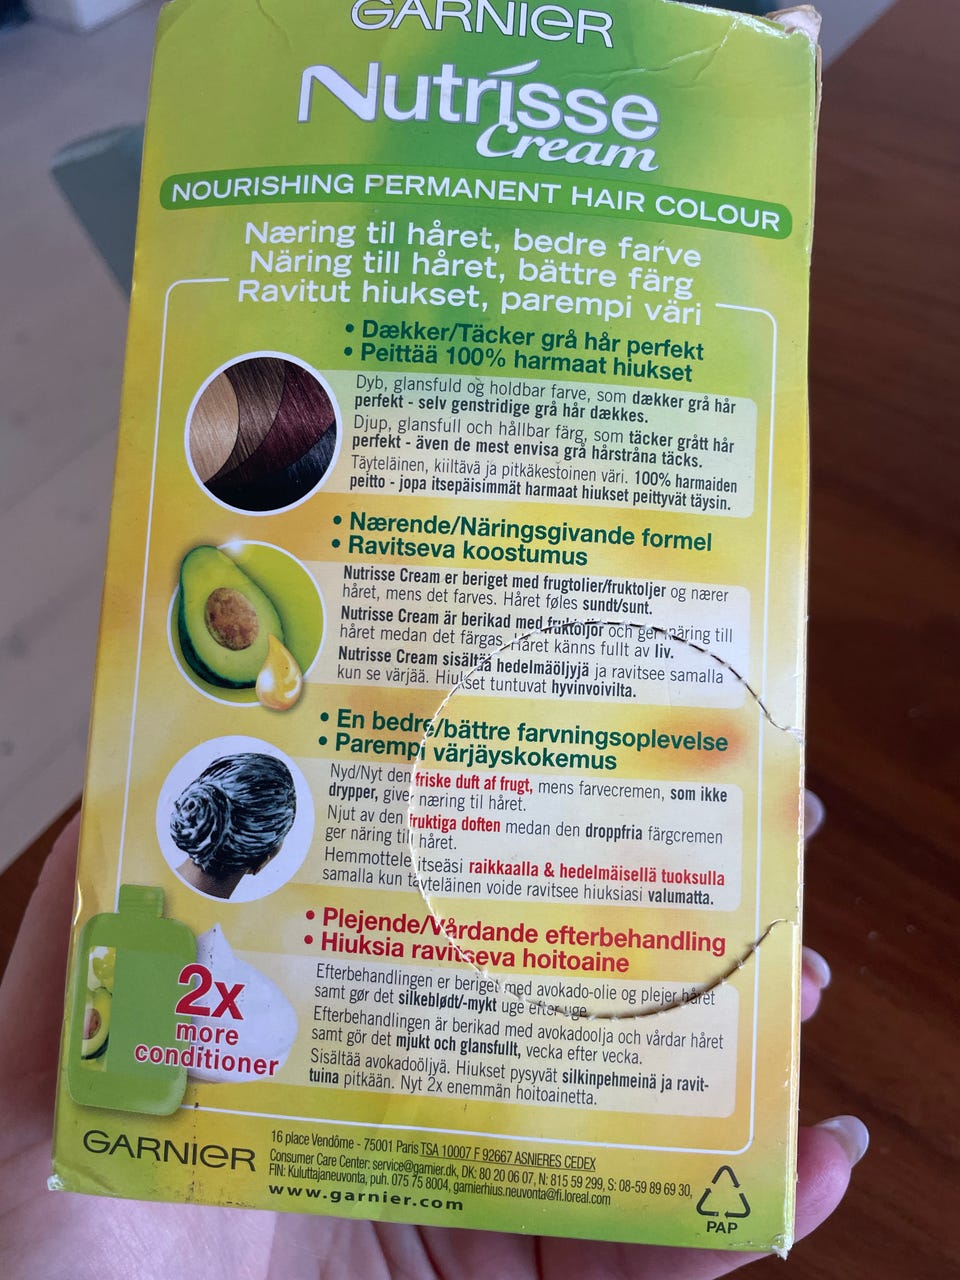 GARNIER
Nutrisse
Cream
NOURISHING PERMANENT HAIR COLOUR
Næring til håret, bedre farve
Näring till håret, bättre färg
Ravitut hiukset, parempi väri
• Dækker/Täcker grå hår perfekt
• Peittää 100% harmaat hiukset
Dyb, glansfuld og holdbar farve, som dækker grå hår
perfekt - selv genstridige grå hår dækkes.
Djup, glansfull och hållbar färg, som täcker grått hår
perfekt - även de mest envisa grå hårstråna täcks.
Täyteläinen, kiiltävä ja pitkäkestoinen väri. 100% harmaiden
peitto - jopa itsepäisimmät harmaat hiukset peittyvät täysin.
• Nærende/Näringsgivande formel
• Ravitseva koostumus
Nutrisse Cream er beriget med frugtolier/fruktoljer og nærer
håret, mens det farves. Håret føles sundt/sunt.
Nutrisse Cream är berikad med fruktoljor och ger näring till
håret medan det färgas. Håret känns fullt av liv.
Nutrisse Cream sisältää hedelmäöljyjä ja ravitsee samalla
kun se värjää. Hiukset tuntuvat hyvinvoivilta.
• En bedre/bättre farvningsoplevelse
• Parempi värjäyskokemus
Nyd/Nyt den friske duft af frugt, mens farvecremen, som ikke
drypper, giver næring til håret.
Njut av den fruktiga doften medan den droppfria färgcremen
ger näring till håret.
Hemmottele itseäsi raikkaalla & hedelmäisellä tuoksulla
samalla kun täyteläinen voide ravitsee hiuksiasi valumatta.
• Plejende/Vårdande efterbehandling
• Hiuksia ravitseva hoitoaine
Efterbehandlingen er beriget med avokado-olie og plejer håret
samt gør det silkeblødt/-mykt uge efter uge.
Efterbehandlingen är berikad med avokadoolja och vårdar håret
samt gör det mjukt och glansfullt, vecka efter vecka.
Sisältää avokadoöljyä. Hiukset pysyvät silkinpehmeinä ja ravit-
tuina pitkään. Nyt 2x enemmän hoitoainetta.
2x
more
conditioner
GARNIER
16 place Vendôme - 75001 Paris TSA 10007 F 92667 ASNIERES CEDEX
Consumer Care Center: service@garnier.dk, DK: 80 20 06 07, N: 815 59 299, S: 08-59 89 69 30,
FIN: Kuluttajaneuvonta, puh. 075 75 8004, garnierhius.neuvonta@fi.loreal.com
www.garnier.com
PAP